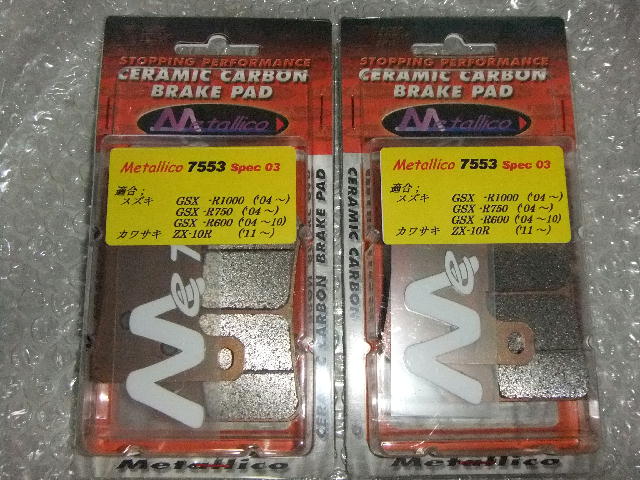 STOPPING PERFORMANCE
CERAMIC CARBON
BRAKE PAD
Metallico
Metallico 7553 Spec 03
適合；
スズキ GSX -R1000 ('04～)
GSX -R750 ('04～)
GSX -R600 ('04～10)
カワサキ ZX-10R ('11～)
CERAMIC CARBON BRAKE PAD
Metallico
STOPPING PERFORMANCE
CERAMIC CARBON
BRAKE PAD
Metallico
Metallico 7553 Spec 03
適合；
スズキ GSX -R1000 ('04～)
GSX -R750 ('04～)
GSX -R600 ('04～10)
カワサキ ZX-10R ('11～)
CERAMIC CARBON
Metallico